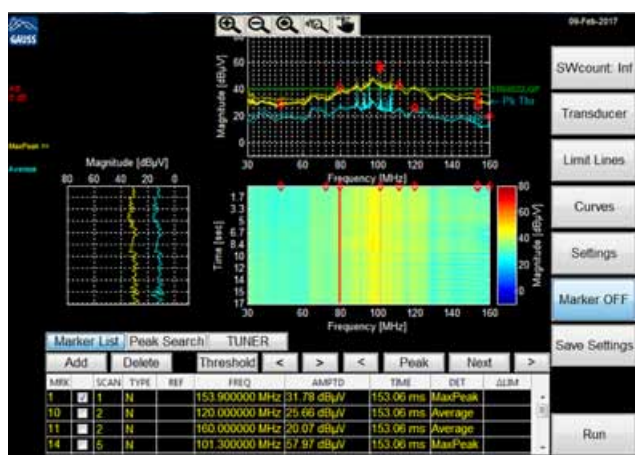 GAUSS
09-Feb-2017
80
60
40
20
0
Magnitude [dBµV]
Pk Thr
30 60 80 100 120 140 160
Frequency [MHz]
MaxPeak >>
Average
Magnitude [dBµV]
80 60 40 20 0
Time [sec]
1.7
3.3
5
6.7
8.4
10
12
13
15
17
30 60 80 100 120 140 160
Frequency [MHz]
80
60
40
20
0
Magnitude [dBµV]
SWcount: Inf
Transducer
Limit Lines
Curves
Settings
Marker OFF
Save Settings
Run
Marker List Peak Search TUNER
Add Delete Threshold < > < Peak Next >
MRK SCAN TYPE REF FREQ AMPTD TIME DET ΔLIM
1 1 N 153.900000 MHz 31.78 dBµV 153.06 ms MaxPeak
10 2 N 120.000000 MHz 25.66 dBµV 153.06 ms Average
11 2 N 160.000000 MHz 20.07 dBµV 153.06 ms Average
14 5 N 101.300000 MHz 57.97 dBµV 153.06 ms MaxPeak